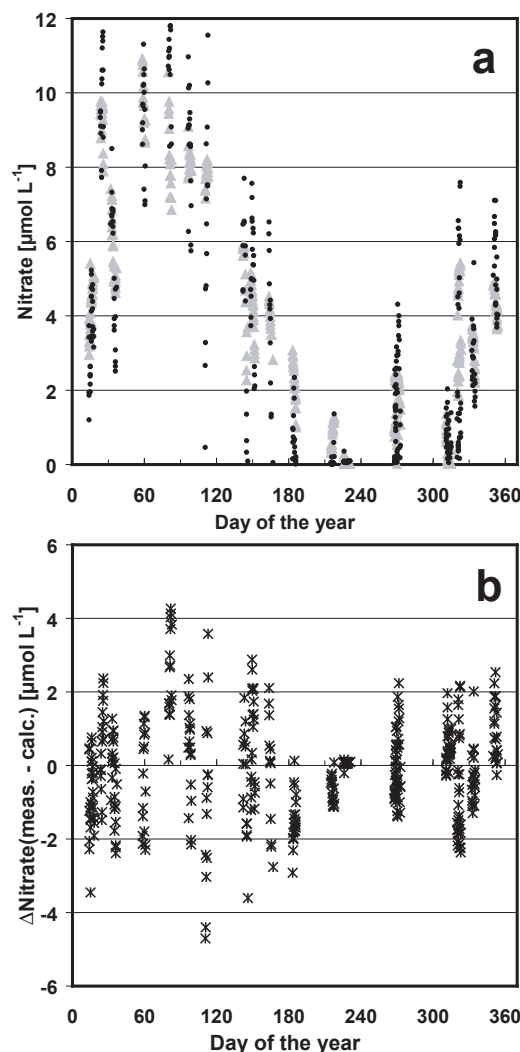 a
12
10
8
6
4
2
0
Nitrate [µmol L⁻¹]
0 60 120 180 240 300 360
Day of the year
b
6
4
2
0
-2
-4
-6
ΔNitrate(meas. - calc.) [µmol L⁻¹]
0 60 120 180 240 300 360
Day of the year